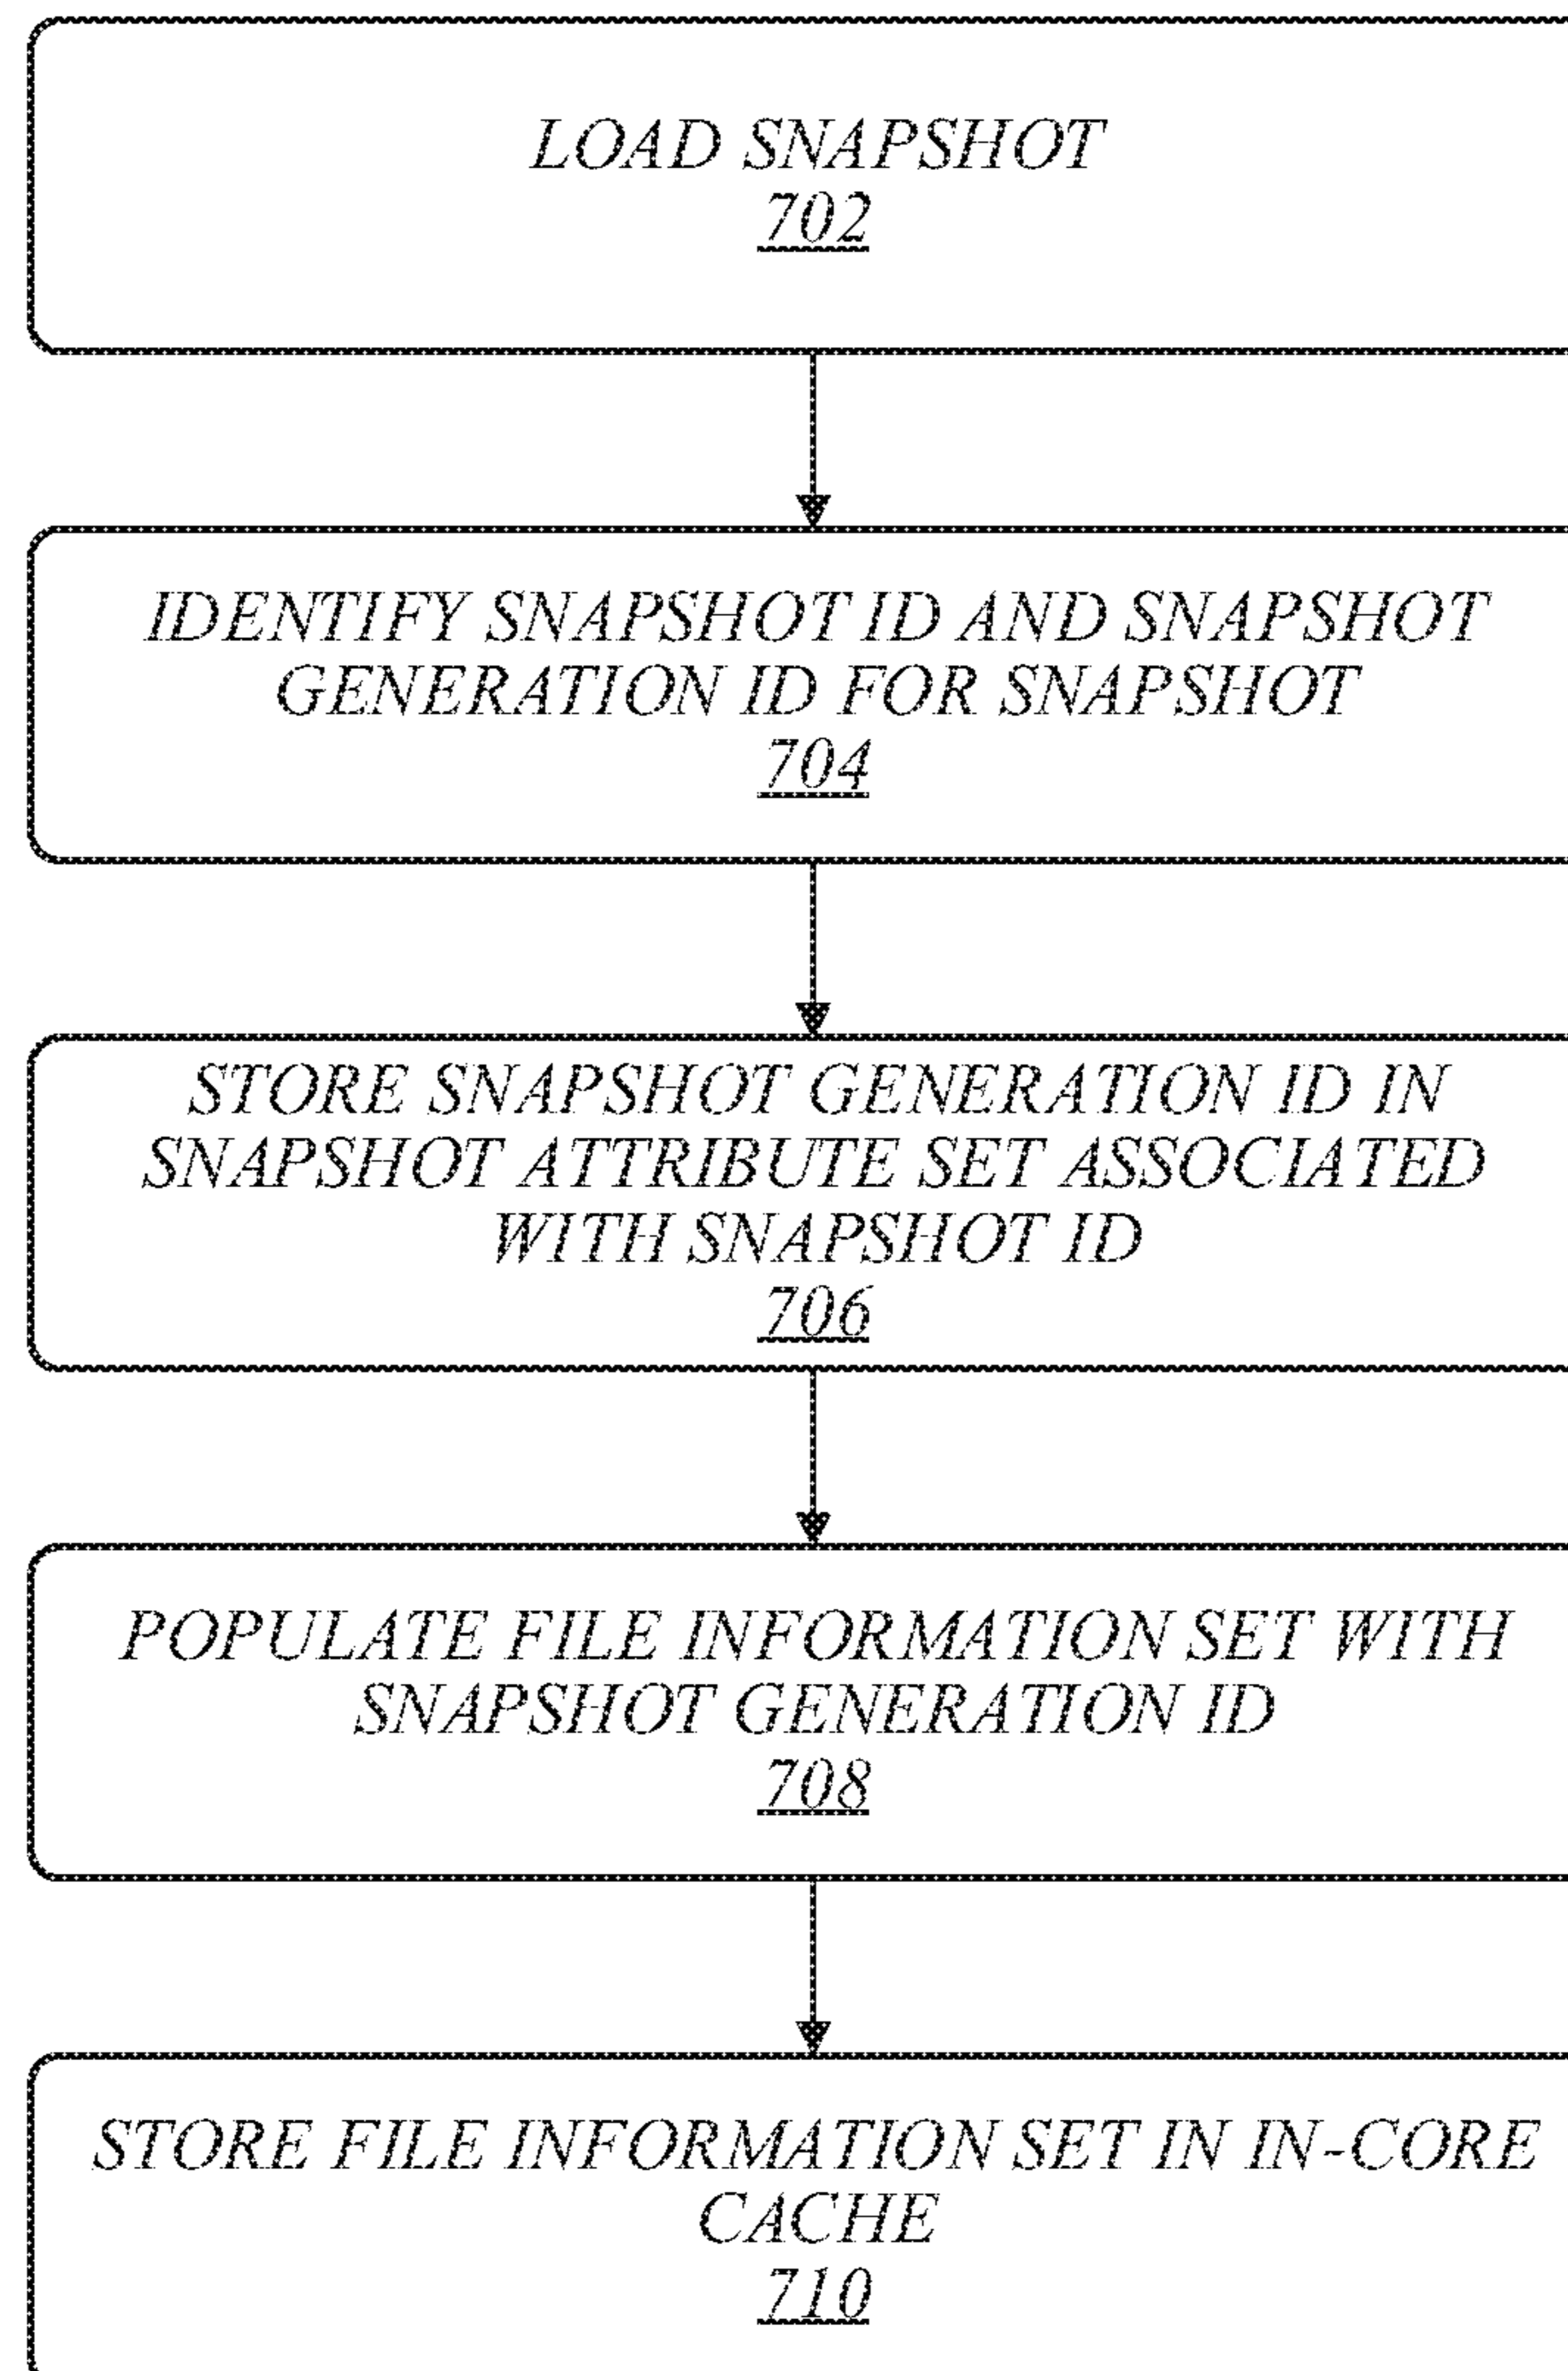 LOAD SNAPSHOT
702
IDENTIFY SNAPSHOT ID AND SNAPSHOT
GENERATION ID FOR SNAPSHOT
704
STORE SNAPSHOT GENERATION ID IN
SNAPSHOT ATTRIBUTE SET ASSOCIATED
WITH SNAPSHOT ID
706
POPULATE FILE INFORMATION SET WITH
SNAPSHOT GENERATION ID
708
STORE FILE INFORMATION SET IN IN-CORE
CACHE
710